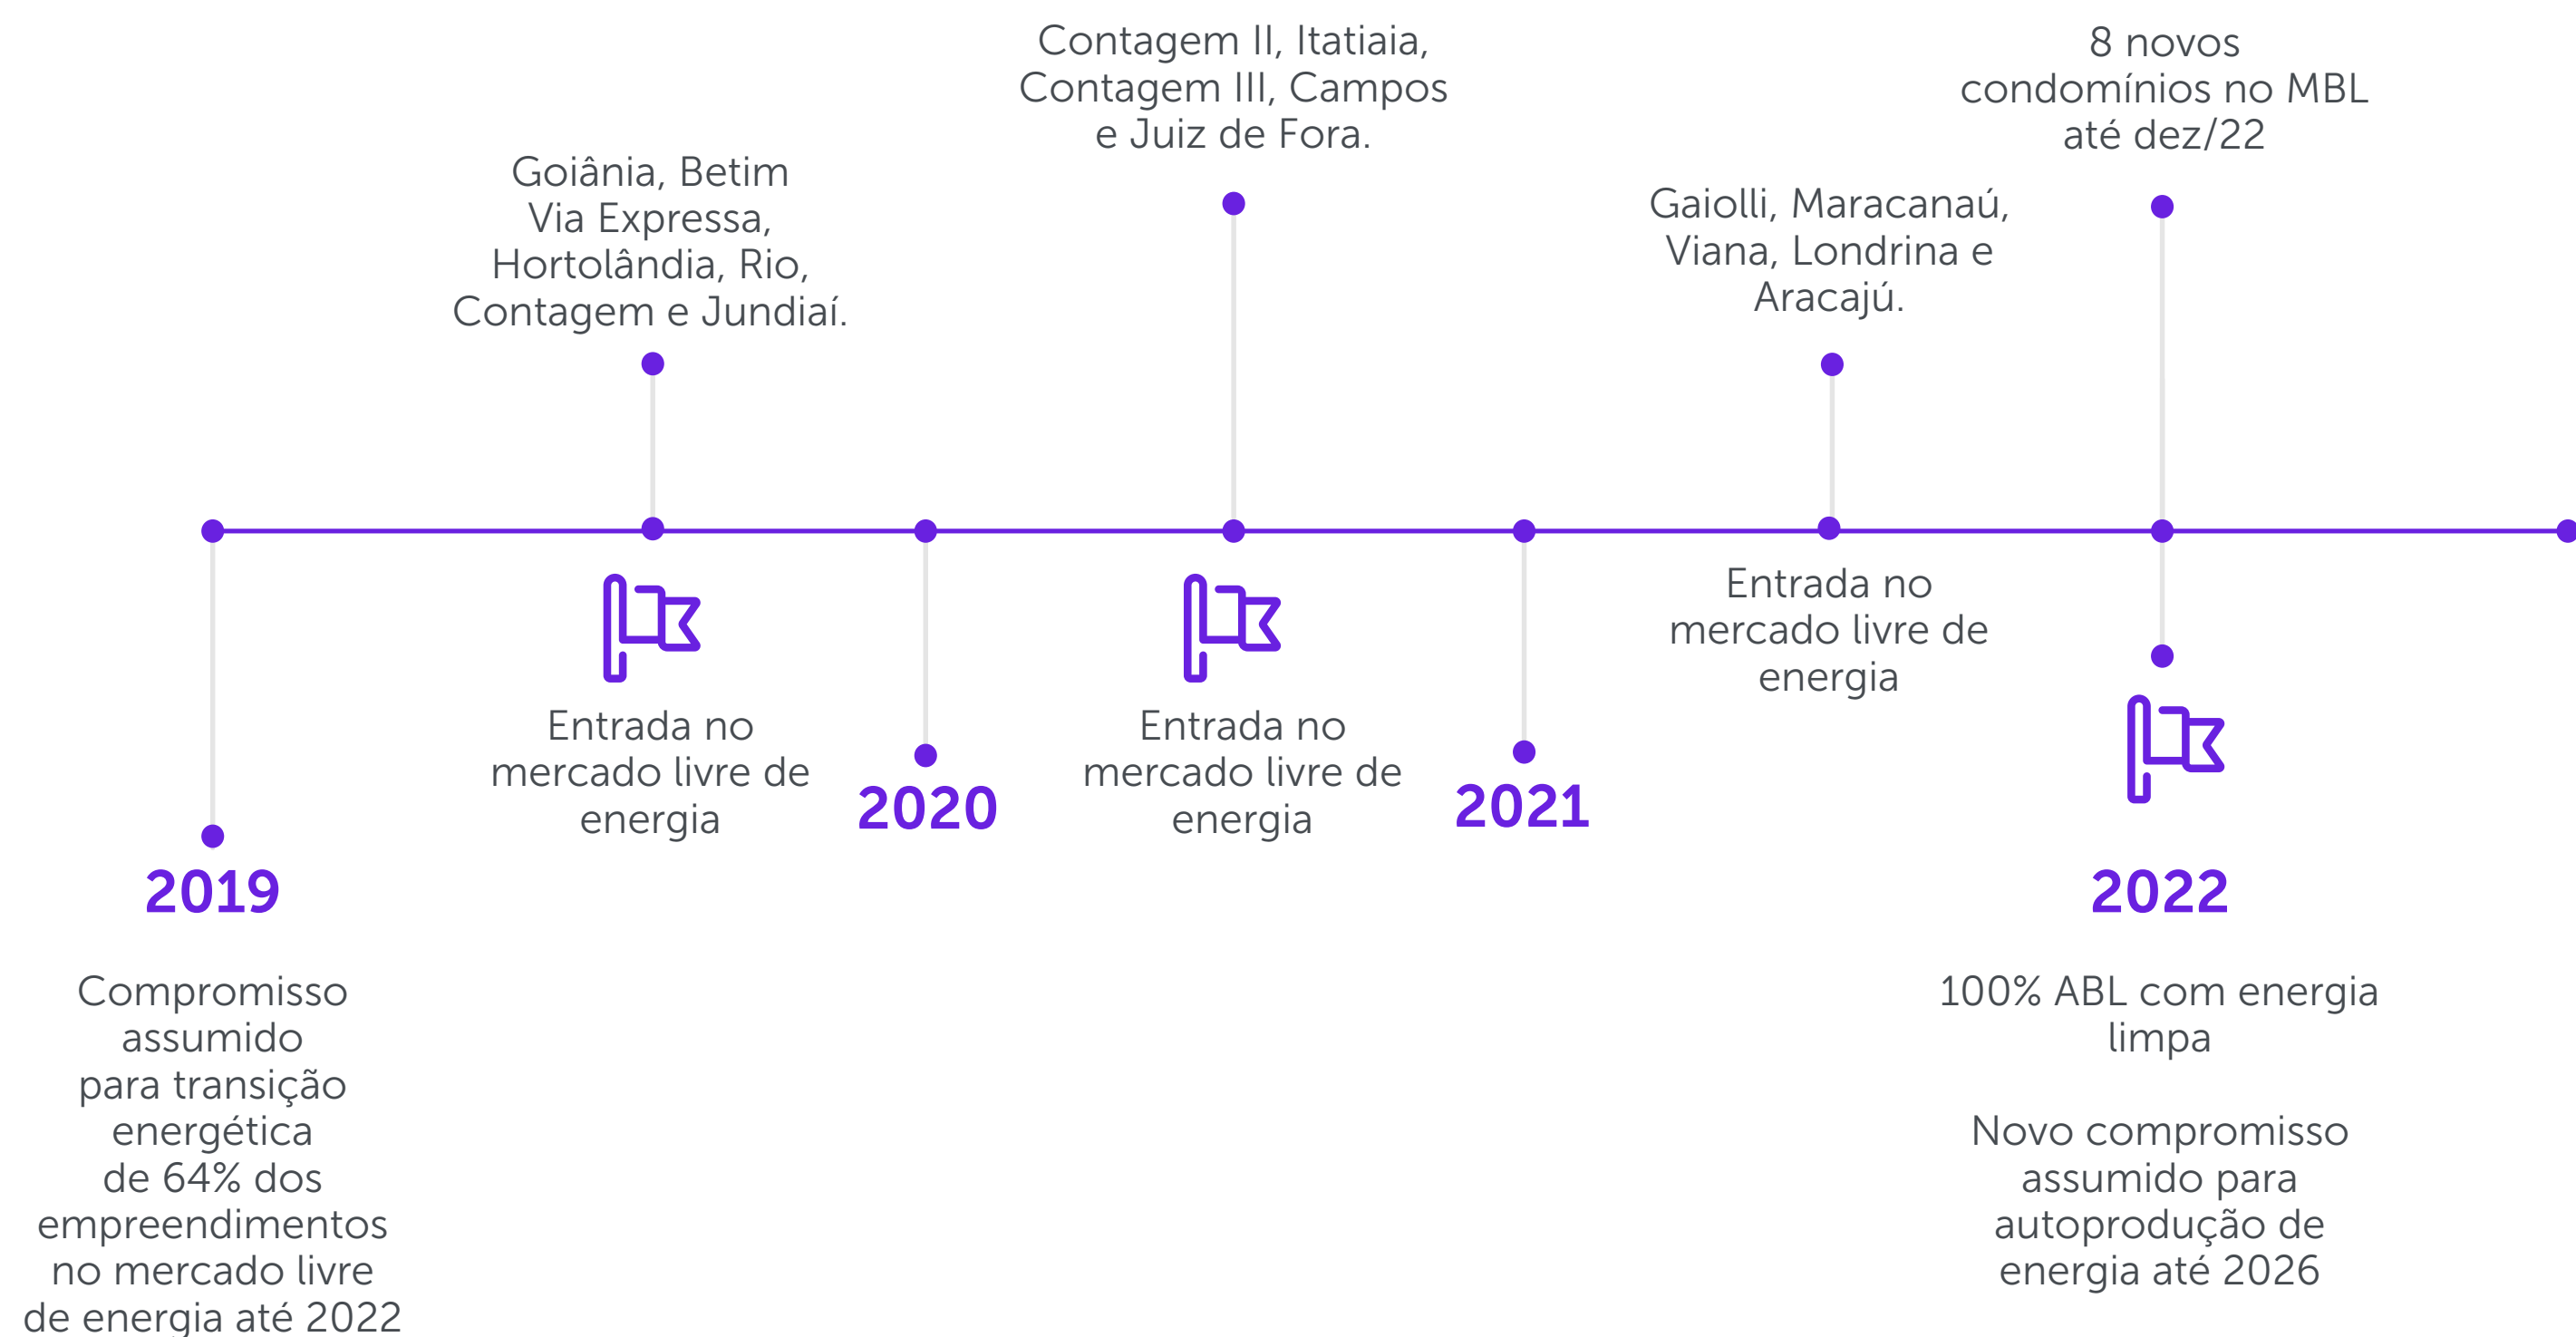 2019
Compromisso
assumido
para transição
energética
de 64% dos
empreendimentos
no mercado livre
de energia até 2022
Goiânia, Betim
Via Expressa,
Hortolândia, Rio,
Contagem e Jundiaí.
Entrada no
mercado livre de
energia
2020
Contagem II, Itatiaia,
Contagem III, Campos
e Juiz de Fora.
Entrada no
mercado livre de
energia
2021
Gaiolli, Maracanaú,
Viana, Londrina e
Aracajú.
Entrada no
mercado livre de
energia
8 novos
condomínios no MBL
até dez/22
2022
100% ABL com energia
limpa
Novo compromisso
assumido para
autoprodução de
energia até 2026